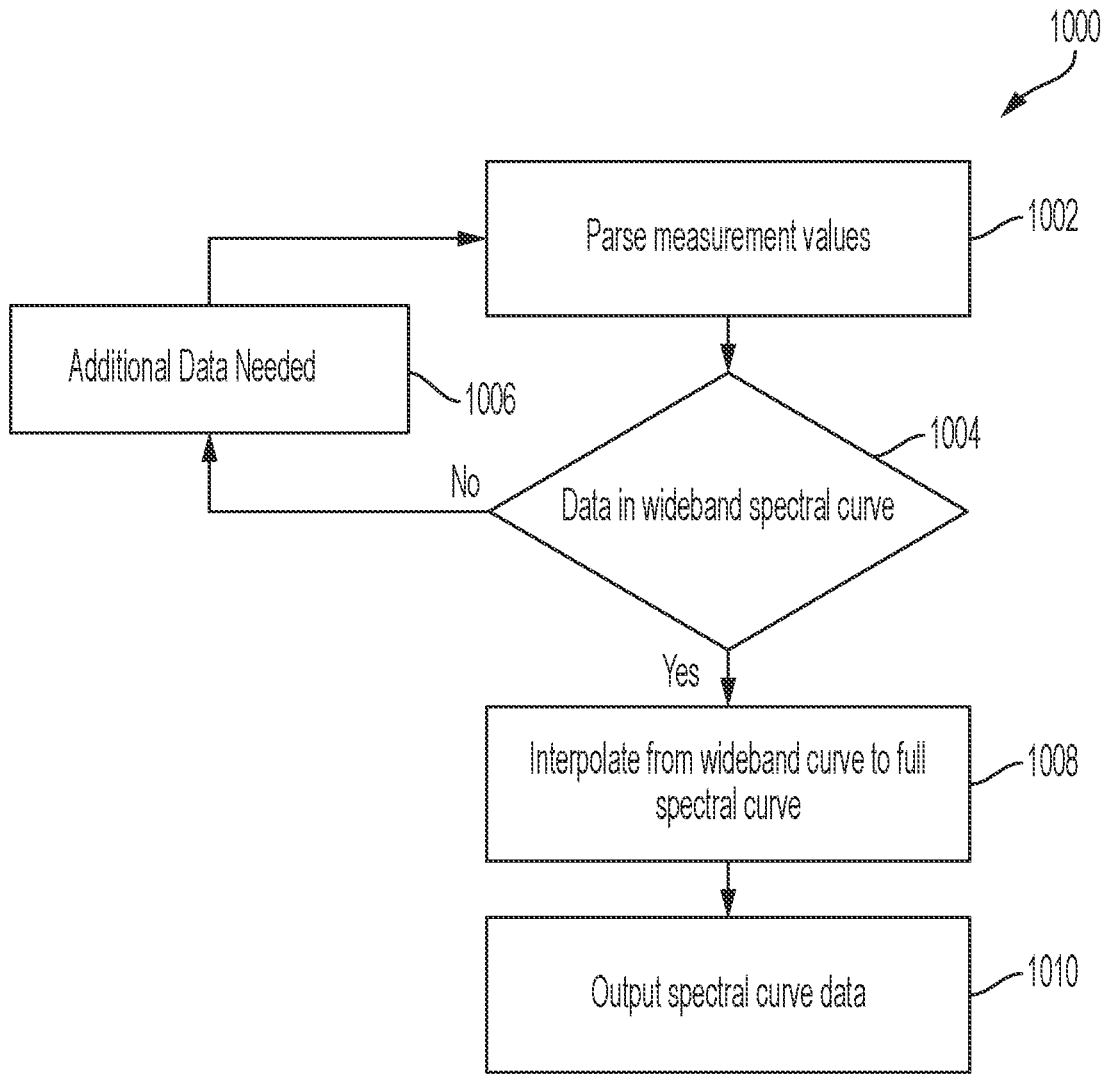 1000
Parse measurement values
1002
Additional Data Needed
1006
1004
No
Data in wideband spectral curve
Yes
Interpolate from wideband curve to full
spectral curve
1008
Output spectral curve data
1010